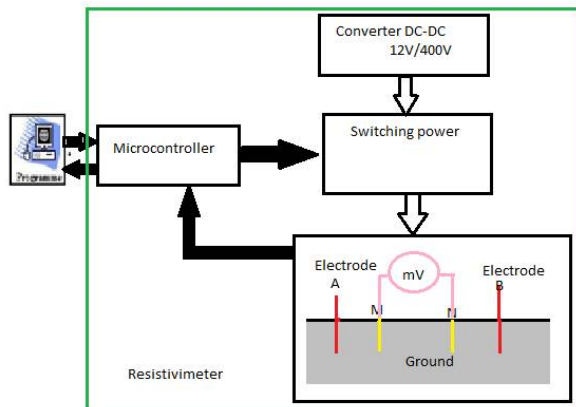 Converter DC-DC
12V/400V
Programme
Microcontroller
Switching power
Electrode
A
mV
Electrode
B
M
N
Ground
Resistivimeter